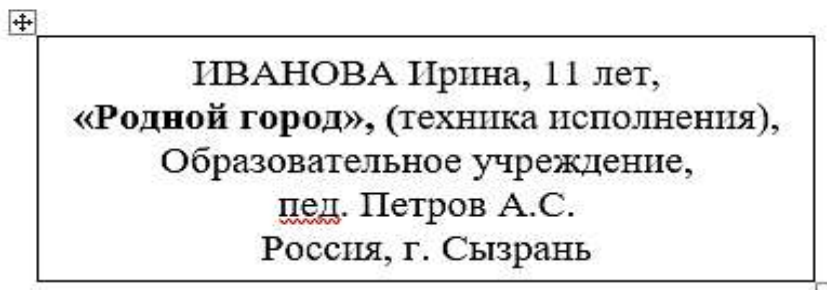 ИВАНОВА Ирина, 11 лет,
«Родной город», (техника исполнения),
Образовательное учреждение,
пед. Петров А.С.
Россия, г. Сызрань